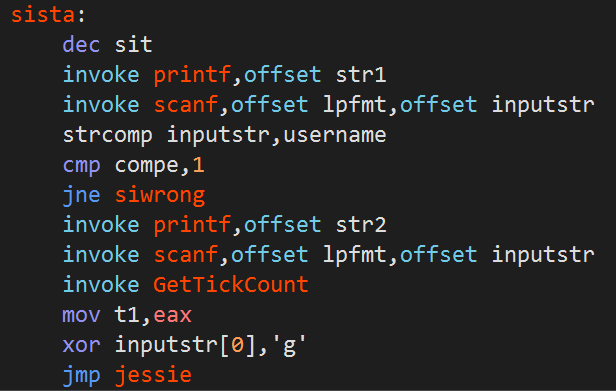 sista:
dec sit
invoke printf,offset str1
invoke scanf,offset lpfmt,offset inputstr
strcomp inputstr,username
cmp compe,1
jne siwrong
invoke printf,offset str2
invoke scanf,offset lpfmt,offset inputstr
invoke GetTickCount
mov t1,eax
xor inputstr[0],'g'
jmp jessie